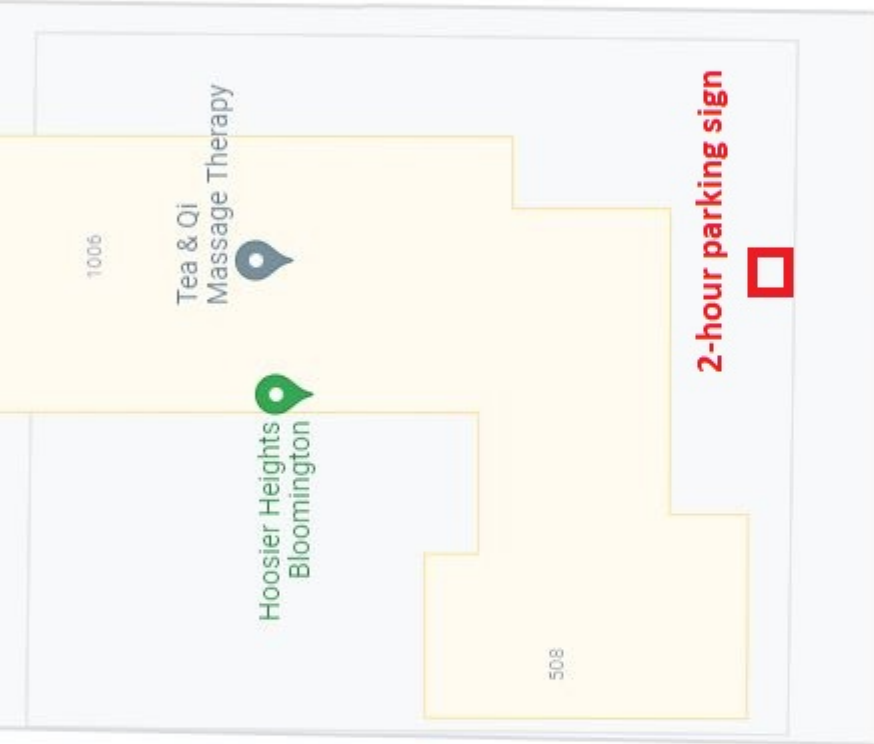 1006
Tea & Qi
Massage Therapy
Hoosier Heights
Bloomington
508
2-hour parking sign